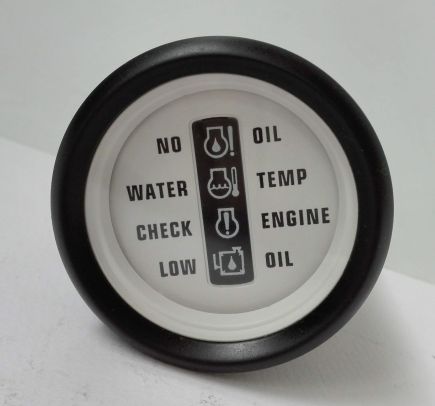 NO OIL
WATER TEMP
CHECK ENGINE
LOW OIL